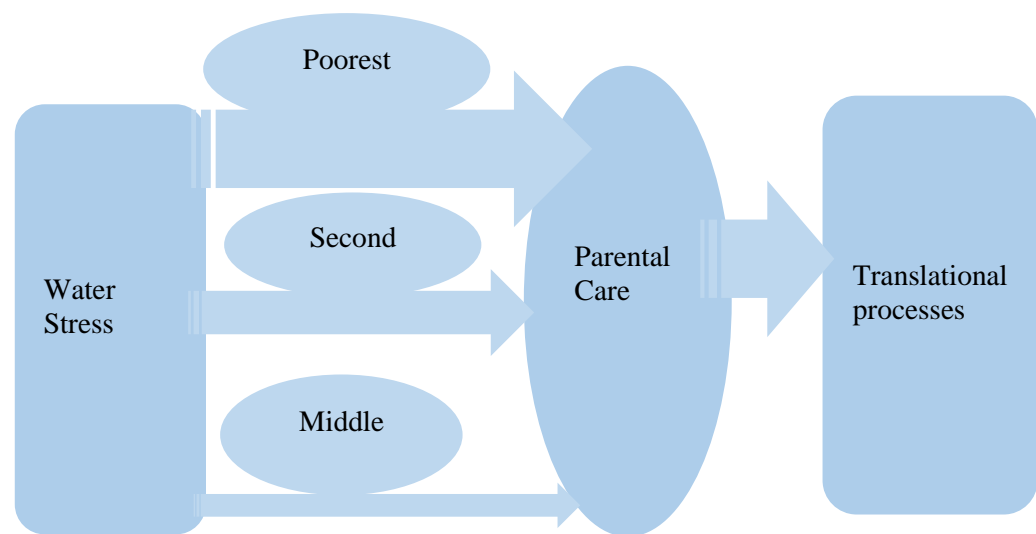 Poorest
Second
Middle
Water
Stress
Parental
Care
Translational
processes